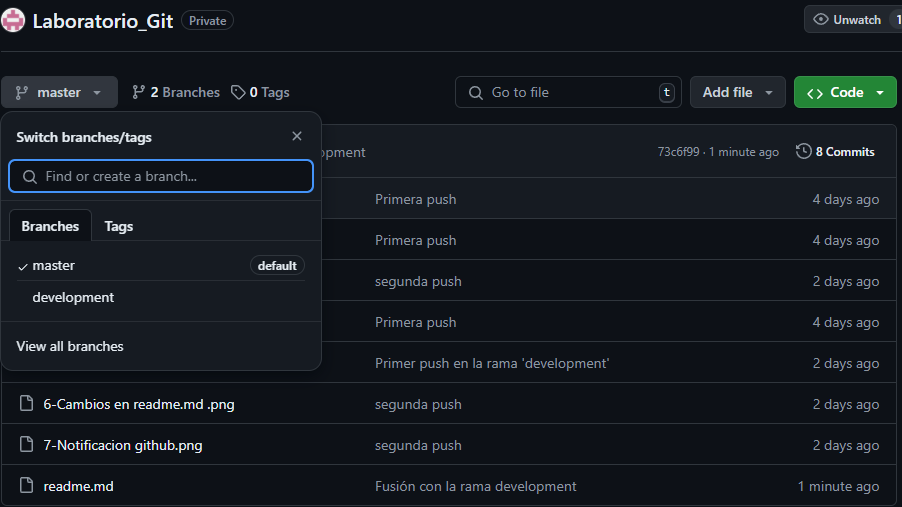 Laboratorio_Git Private Unwatch 1
master 2 Branches 0 Tags Go to file t Add file Code
Switch branches/tags
Find or create a branch...
Branches Tags
master default
development
View all branches
opment 73c6f99 · 1 minute ago 8 Commits
Primera push 4 days ago
Primera push 4 days ago
segunda push 2 days ago
Primera push 4 days ago
Primer push en la rama 'development' 2 days ago
6-Cambios en readme.md .png segunda push 2 days ago
7-Notificacion github.png segunda push 2 days ago
readme.md Fusión con la rama development 1 minute ago